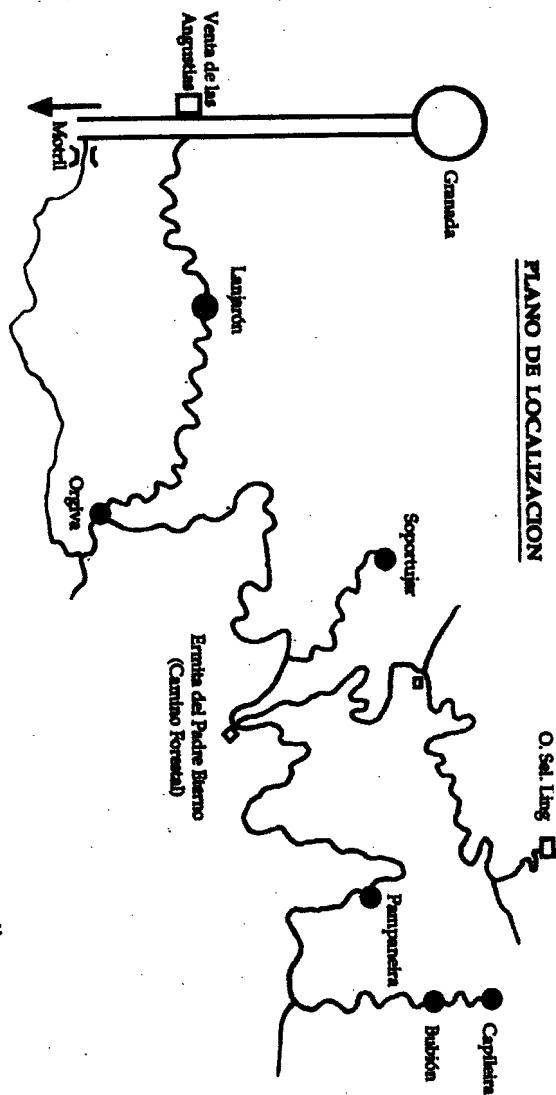 PLANO DE LOCALIZACION
Granada
Venta de las
Angustias
Motril
Lanjarón
Orgiva
Soportujar
O. Sel. Ling
Ermita del Padre Bierno
(Camino Forestal)
Pampaneira
Capileira
Bubión